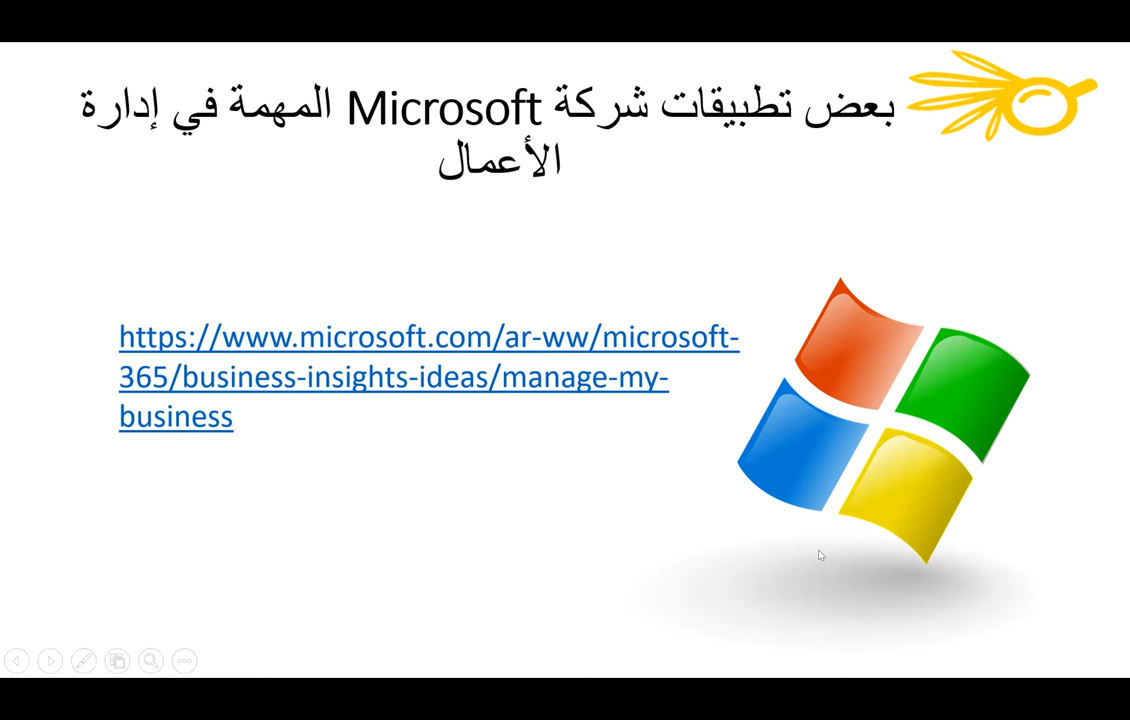 بعض تطبيقات شركة Microsoft المهمة في إدارة
الأعمال
https://www.microsoft.com/ar-ww/microsoft-
365/business-insights-ideas/manage-my-
business